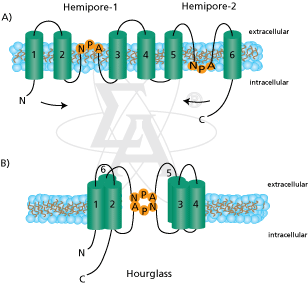 Hemipore-1 Hemipore-2
A) extracellular
1 2 N P A 3 4 5 N P A 6
intracellular
N C
B) 6 5
extracellular
1 2 N P A A P N 3 4
intracellular
N
C
Hourglass